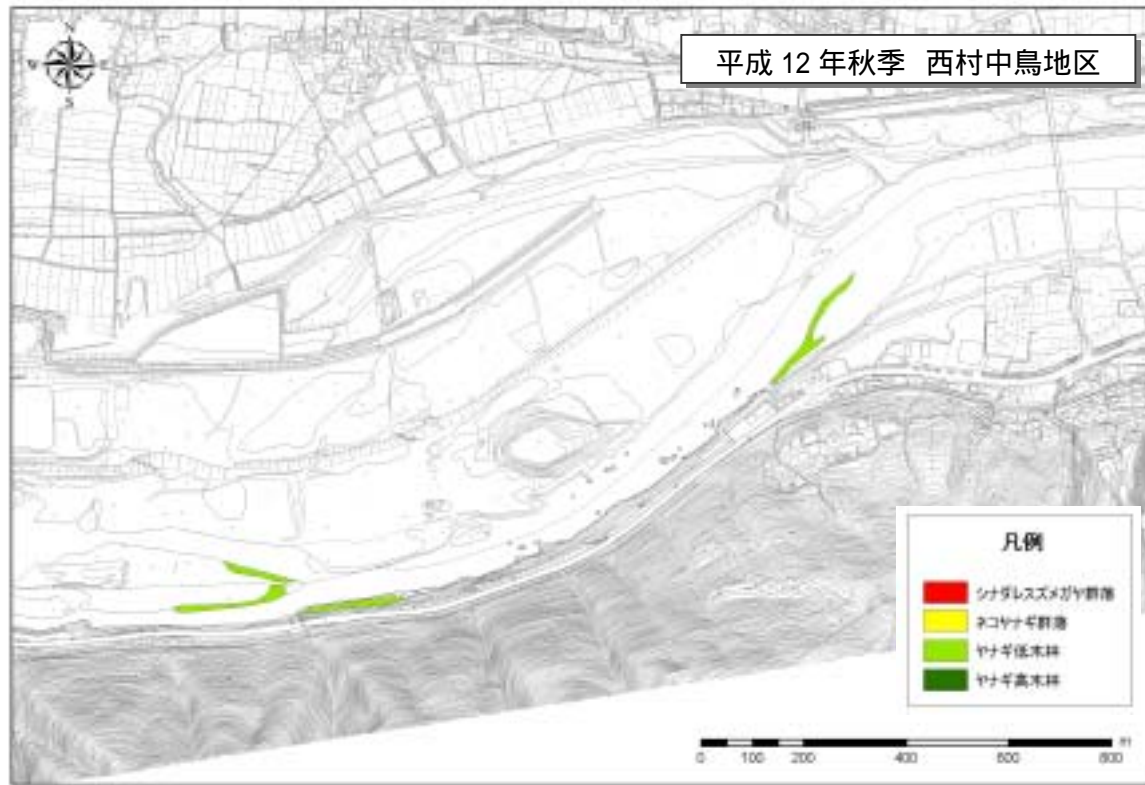 N
W E
S
平成 12 年秋季 西村中鳥地区
凡例
シナダレスズメガヤ群落
ネコヤナギ群落
ヤナギ低木林
ヤナギ高木林
m
0 100 200 400 600 800